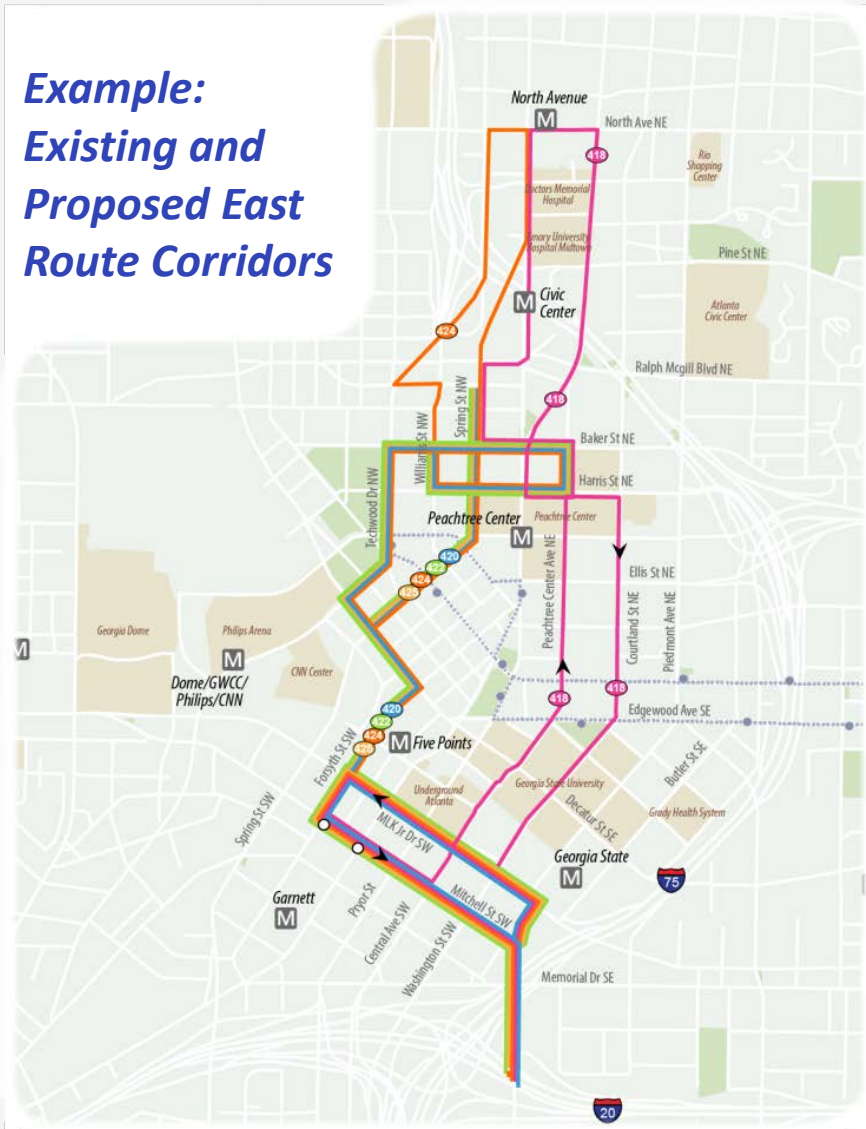 Example:
Existing and
Proposed East
Route Corridors
North Avenue
M
North Ave NE
418
Rio
Shopping
Center
Doctors Memorial
Hospital
Emory University
Hospital Midtown
Pine St NE
M
Civic
Center
Atlanta
Civic Center
424
Ralph Mcgill Blvd NE
Spring St NW
418
Williams St NW
Baker St NE
Harris St NE
Techwood Dr NW
Peachtree Center
M
Peachtree Center
420
422
424
425
Ellis St NE
Peachtree Center Ave NE
Courtland St NE
Piedmont Ave NE
Georgia Dome
Philips Arena
M
M
CNN Center
Dome/GWCC/
Philips/CNN
418
418
Edgewood Ave SE
420
422
424
425
M
Five Points
Forsyth St SW
Butler St SE
Underground
Atlanta
Georgia State
University
Decatur St SE
Grady Health System
Spring St SW
MLK Jr Dr SW
Georgia State
M
75
Garnett
M
Pryor St
Central Ave SW
Mitchell St SW
Washington St SW
Memorial Dr SE
20